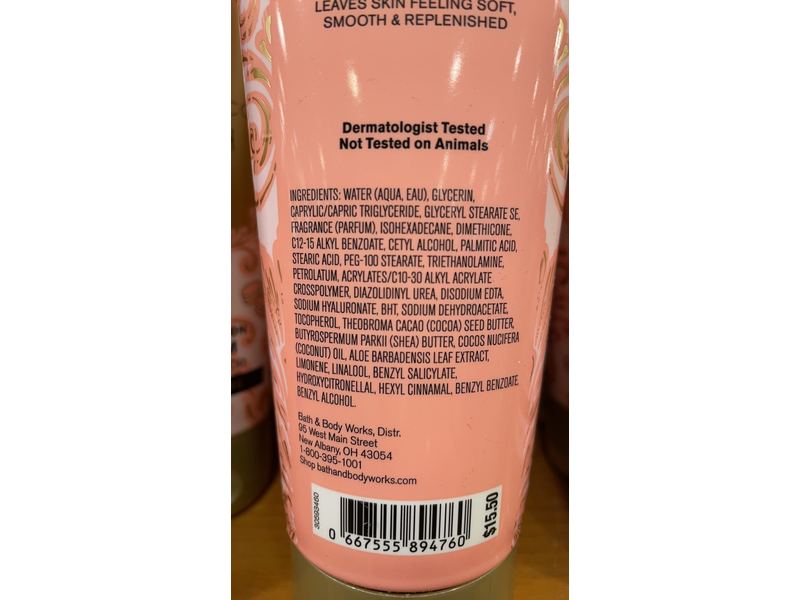 LEAVES SKIN FEELING SOFT,
SMOOTH & REPLENISHED
Dermatologist Tested
Not Tested on Animals
INGREDIENTS: WATER (AQUA, EAU), GLYCERIN,
CAPRYLIC/CAPRIC TRIGLYCERIDE, GLYCERYL STEARATE SE,
FRAGRANCE (PARFUM), ISOHEXADECANE, DIMETHICONE,
C12-15 ALKYL BENZOATE, CETYL ALCOHOL, PALMITIC ACID,
STEARIC ACID, PEG-100 STEARATE, TRIETHANOLAMINE,
PETROLATUM, ACRYLATES/C10-30 ALKYL ACRYLATE
CROSSPOLYMER, DIAZOLIDINYL UREA, DISODIUM EDTA,
SODIUM HYALURONATE, BHT, SODIUM DEHYDROACETATE,
TOCOPHEROL, THEOBROMA CACAO (COCOA) SEED BUTTER,
BUTYROSPERMUM PARKII (SHEA) BUTTER, COCOS NUCIFERA
(COCONUT) OIL, ALOE BARBADENSIS LEAF EXTRACT,
LIMONENE, LINALOOL, BENZYL SALICYLATE,
HYDROXYCITRONELLAL, HEXYL CINNAMAL, BENZYL BENZOATE,
BENZYL ALCOHOL.
Bath & Body Works, Distr.
95 West Main Street
New Albany, OH 43054
1-800-395-1001
Shop bathandbodyworks.com
80693460
0 667555 894760
$15.50